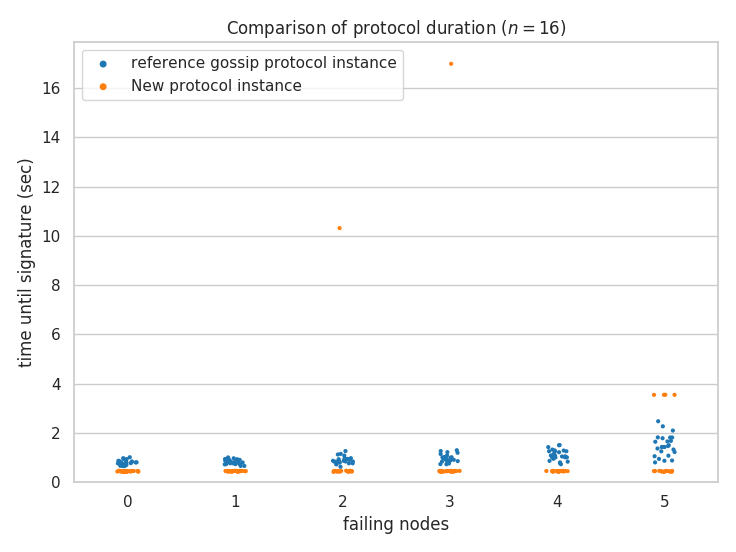 Comparison of protocol duration (n = 16)
reference gossip protocol instance
New protocol instance
time until signature (sec)
16
14
12
10
8
6
4
2
0
0 1 2 3 4 5
failing nodes